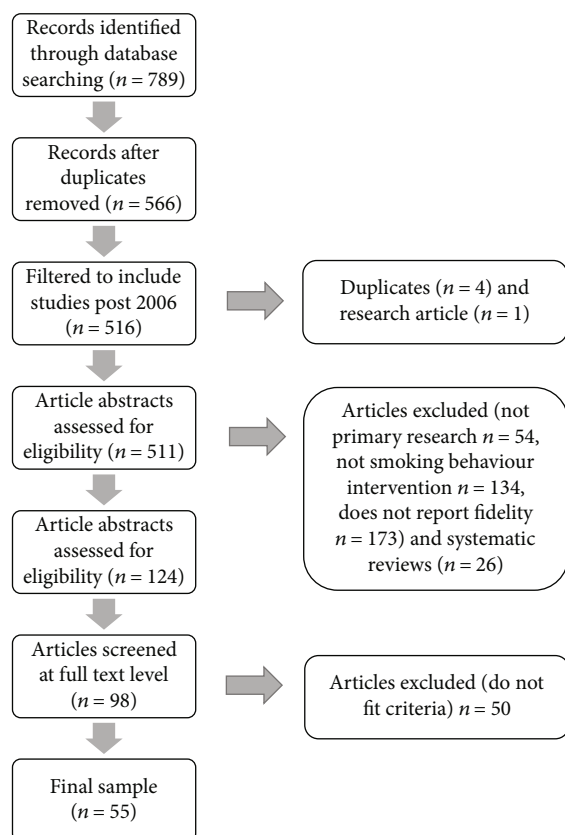 Records identified
through database
searching (n = 789)
Records after
duplicates
removed (n = 566)
Filtered to include
studies post 2006
(n = 516)
Duplicates (n = 4) and
research article (n = 1)
Article abstracts
assessed for
eligibility (n = 511)
Articles excluded (not
primary research n = 54,
not smoking behaviour
intervention n = 134,
does not report fidelity
n = 173) and systematic
reviews (n = 26)
Article abstracts
assessed for
eligibility (n = 124)
Articles screened
at full text level
(n = 98)
Articles excluded (do not
fit criteria) n = 50
Final sample
(n = 55)